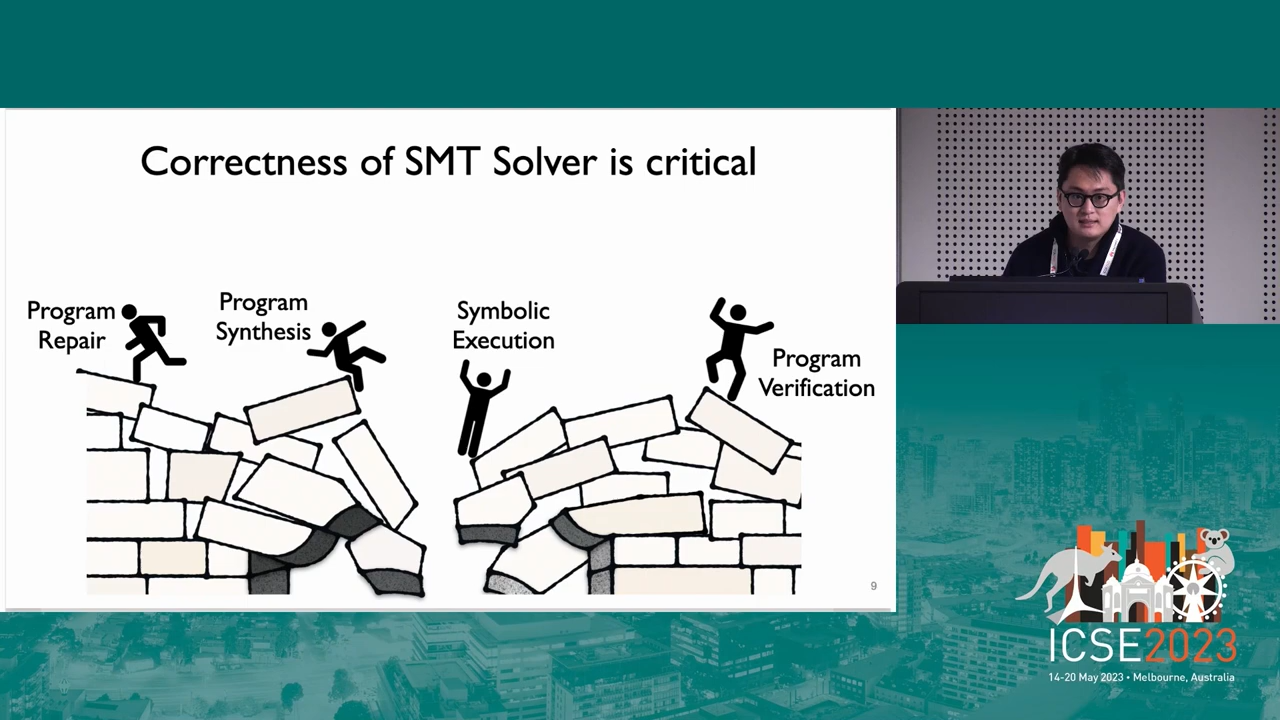 Correctness of SMT Solver is critical
Program
Repair
Program
Synthesis
Symbolic
Execution
Program
Verification
9
ICSE2023
14-20 May 2023 • Melbourne, Australia